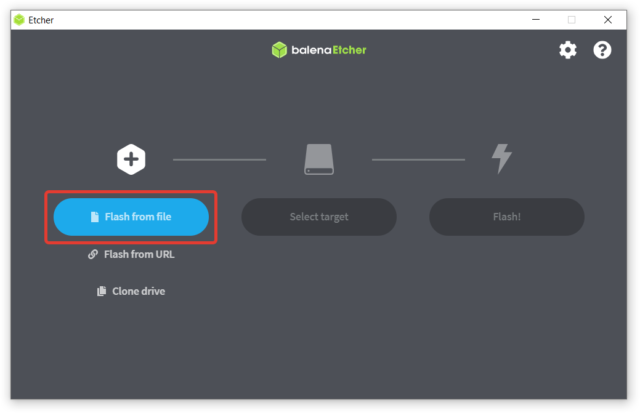 Etcher
balenaEtcher
Flash from file
Select target
Flash!
Flash from URL
Clone drive